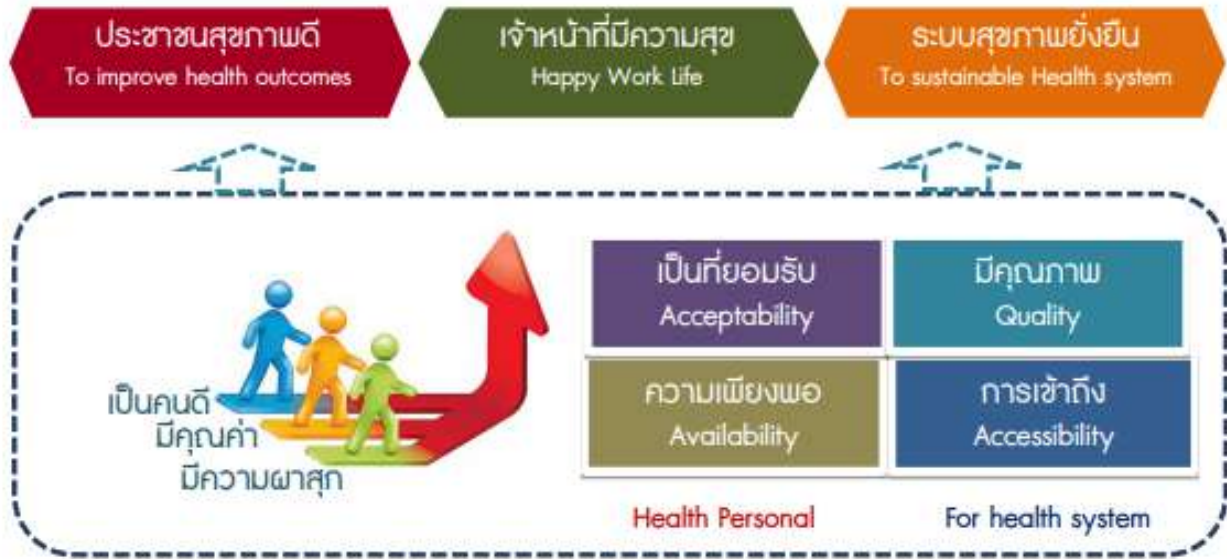 ประชาชนสุขภาพดี
To improve health outcomes
เจ้าหน้าที่มีความสุข
Happy Work Life
ระบบสุขภาพยั่งยืน
To sustainable Health system
เป็นคนดี
มีคุณค่า
มีความผาสุก
เป็นที่ยอมรับ
Acceptability
มีคุณภาพ
Quality
ความเพียงพอ
Availability
การเข้าถึง
Accessibility
Health Personal
For health system